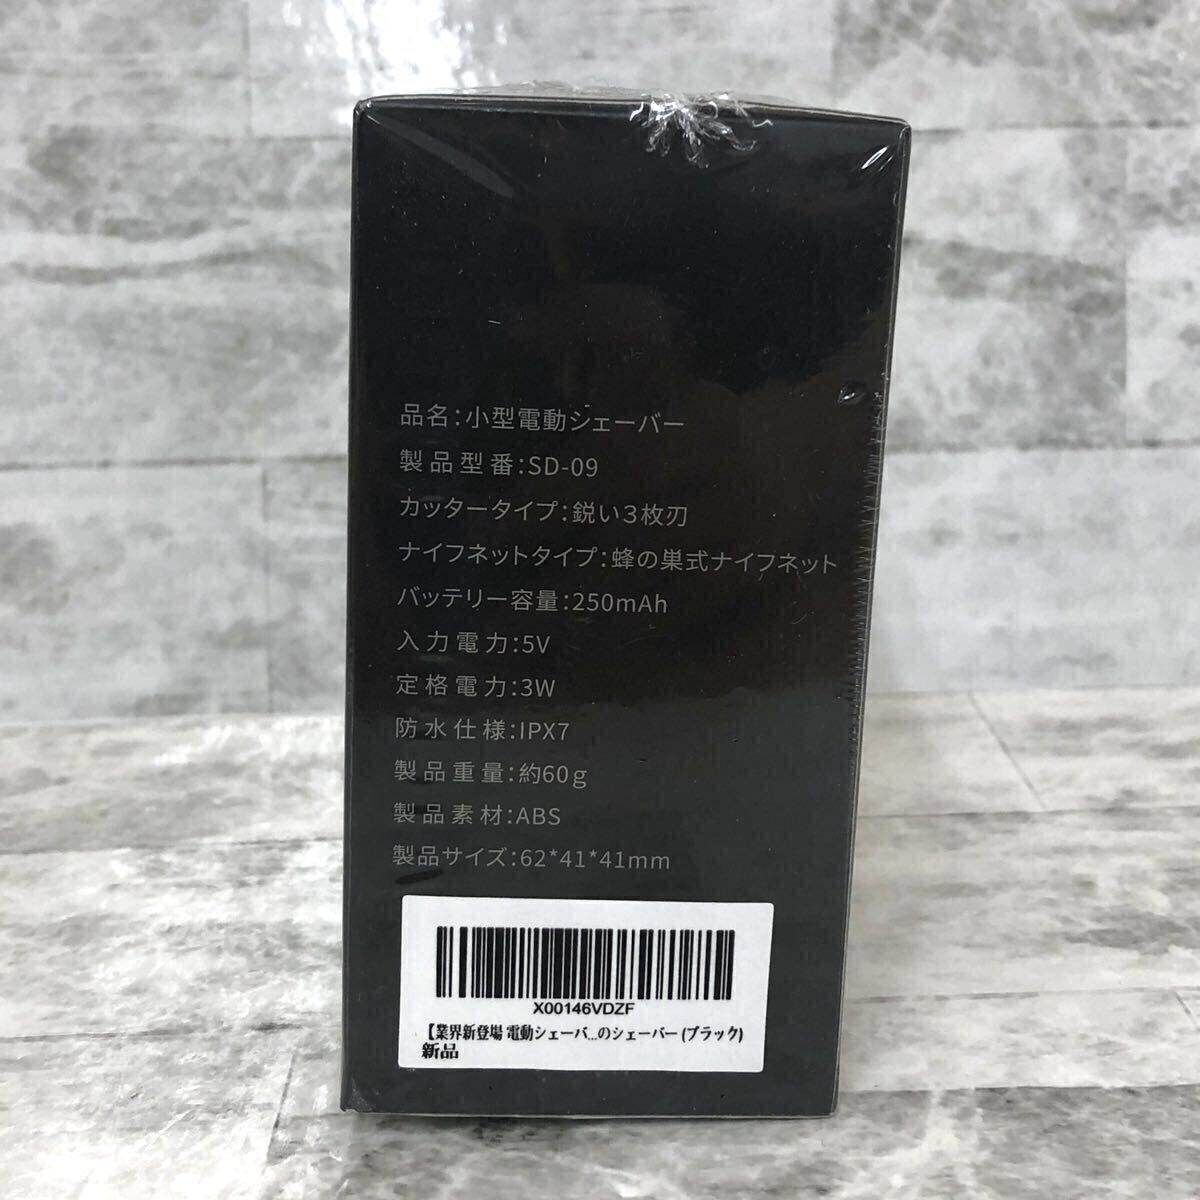 品名:小型電動シェーバー
製品型番:SD-09
カッタータイプ:鋭い3枚刃
ナイフネットタイプ:蜂の巣式ナイフネット
バッテリー容量:250mAh
入力電力:5V
定格電力:3W
防水仕様:IPX7
製品重量:約60g
製品素材:ABS
製品サイズ:62*41*41mm
X00146VDZF
【業界新登場 電動シェーバ...のシェーバー (ブラック)
新品